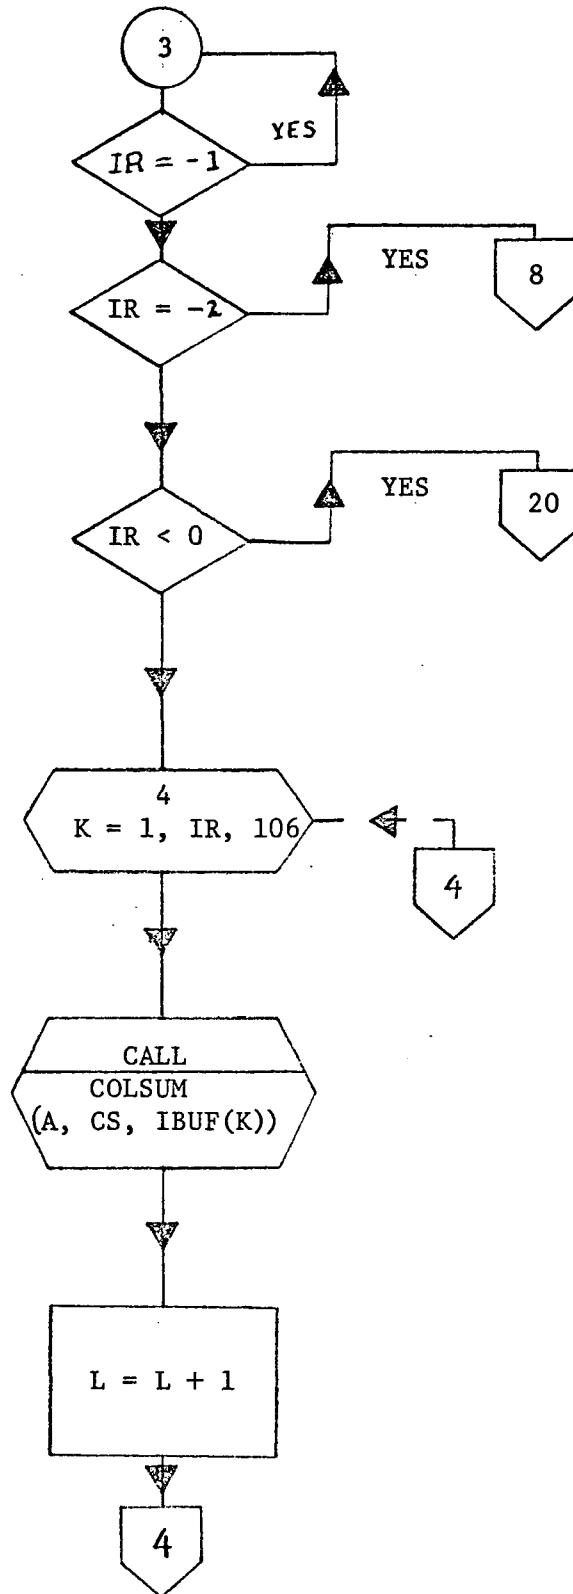 3
YES
IR = -1
YES
8
IR = -2
YES
20
IR < 0
4
K = 1, IR, 106
4
CALL
COLSUM
(A, CS, IBUF(K))
L = L + 1
4